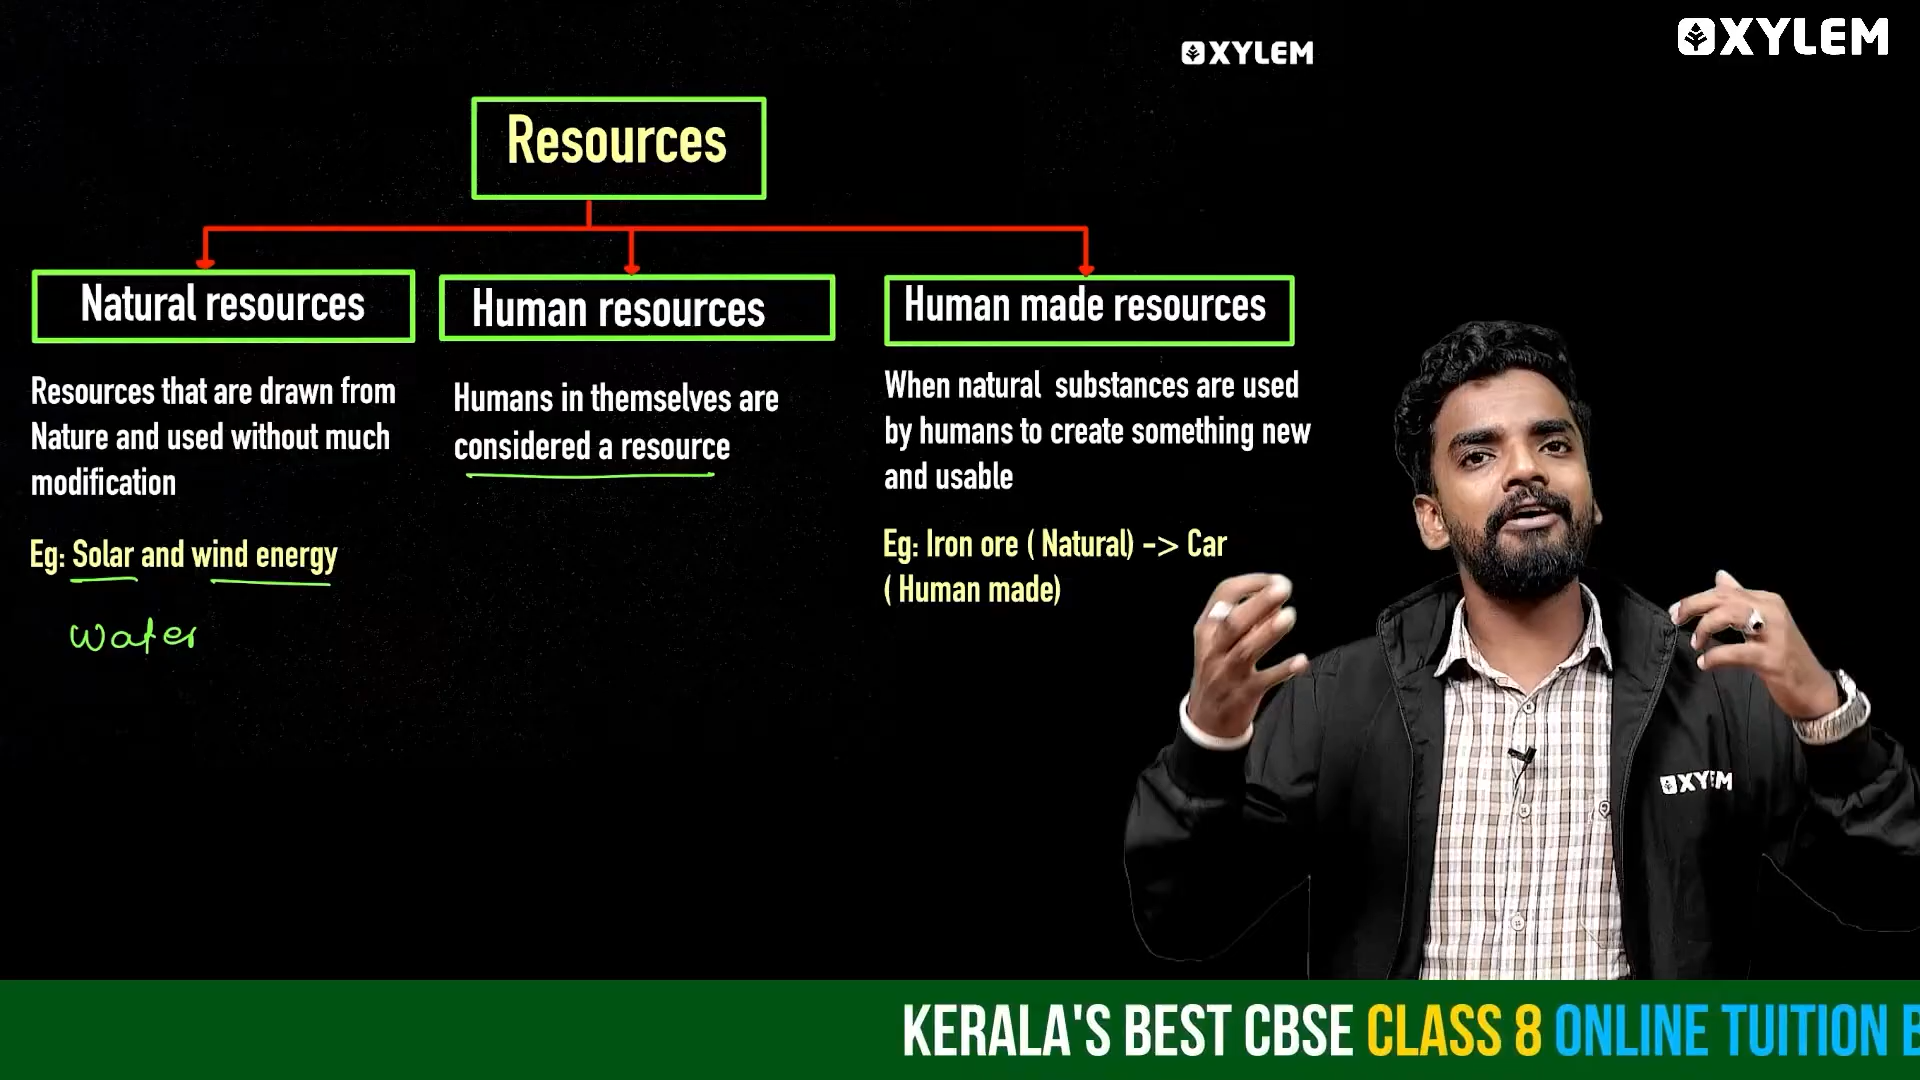 XYLEM
XYLEM
Resources
Natural resources
Resources that are drawn from
Nature and used without much
modification
Eg: Solar and wind energy
water
Human resources
Humans in themselves are
considered a resource
Human made resources
When natural substances are used
by humans to create something new
and usable
Eg: Iron ore ( Natural) -> Car
( Human made)
XYLEM
KERALA'S BEST CBSE CLASS 8 ONLINE TUITION B